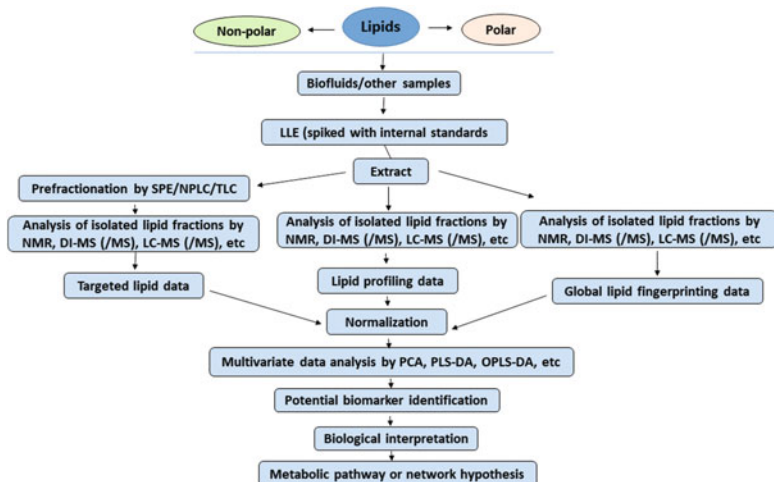 Non-polar
Lipids
Polar
Biofluids/other samples
LLE (spiked with internal standards
Extract
Prefractionation by SPE/NPLC/TLC
Analysis of isolated lipid fractions by
NMR, DI-MS (/MS), LC-MS (/MS), etc
Analysis of isolated lipid fractions by
NMR, DI-MS (/MS), LC-MS (/MS), etc
Analysis of isolated lipid fractions by
NMR, DI-MS (/MS), LC-MS (/MS), etc
Targeted lipid data
Lipid profiling data
Global lipid fingerprinting data
Normalization
Multivariate data analysis by PCA, PLS-DA, OPLS-DA, etc
Potential biomarker identification
Biological interpretation
Metabolic pathway or network hypothesis